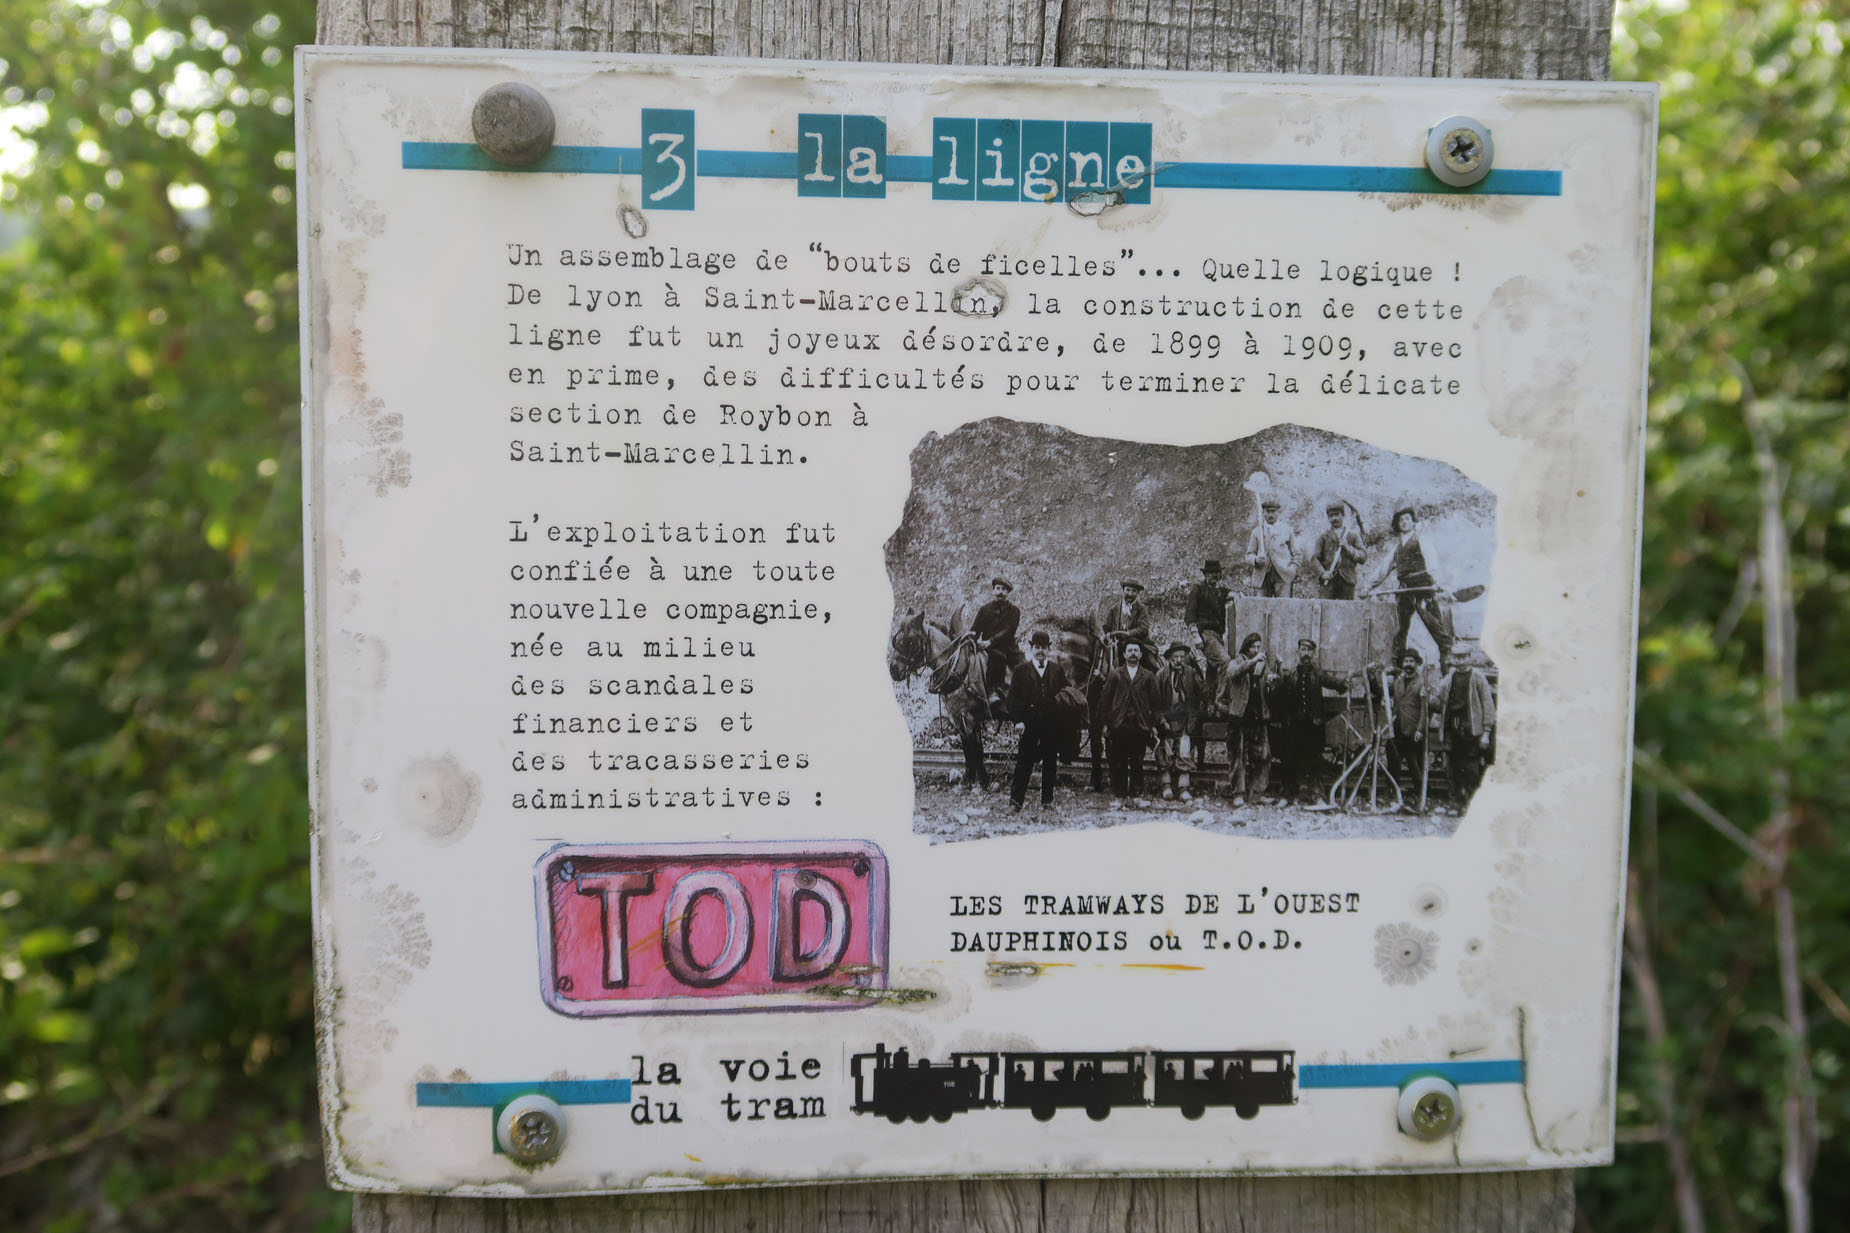 3 la ligne
Un assemblage de “bouts de ficelles”... Quelle logique !
De lyon à Saint-Marcellin, la construction de cette
ligne fut un joyeux désordre, de 1899 à 1909, avec
en prime, des difficultés pour terminer la délicate
section de Roybon à
Saint-Marcellin.
L'exploitation fut
confiée à une toute
nouvelle compagnie,
née au milieu
des scandales
financiers et
des tracasseries
administratives :
TOD
LES TRAMWAYS DE L'OUEST
DAUPHINOIS ou T.O.D.
la voie
du tram
TOD